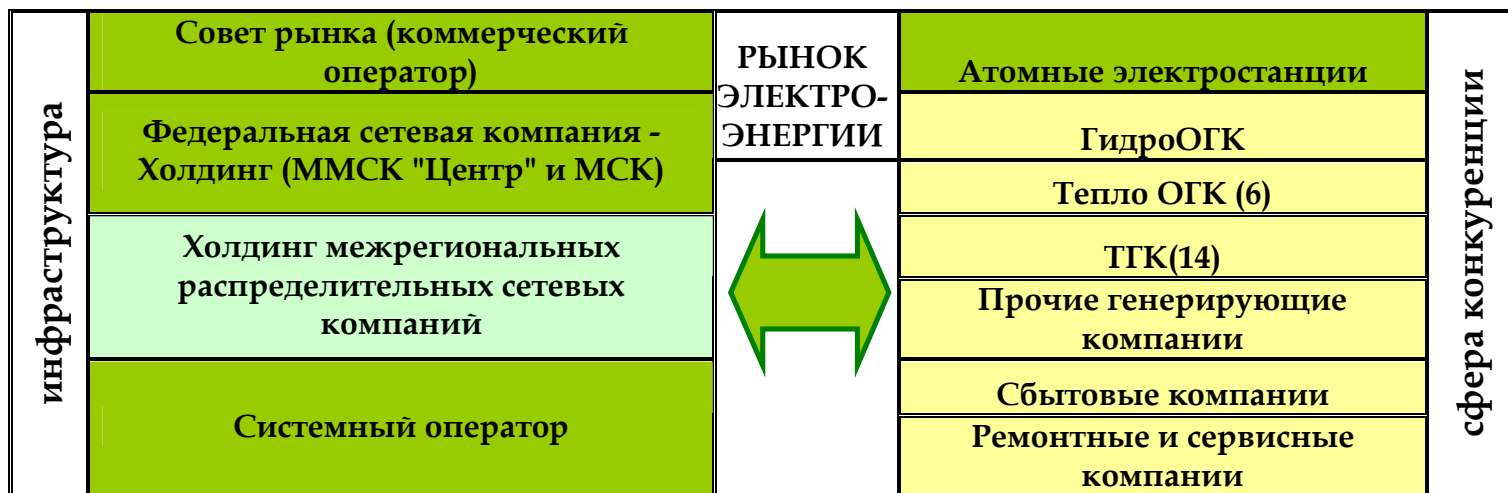 инфраструктура
Совет рынка (коммерческий
оператор)
Федеральная сетевая компания -
Холдинг (ММСК "Центр" и МСК)
Холдинг межрегиональных
распределительных сетевых
компаний
Системный оператор
РЫНОК
ЭЛЕКТРО-
ЭНЕРГИИ
Атомные электростанции
ГидроОГК
Тепло ОГК (6)
ТГК(14)
Прочие генерирующие
компании
Сбытовые компании
Ремонтные и сервисные
компании
сфера конкуренции